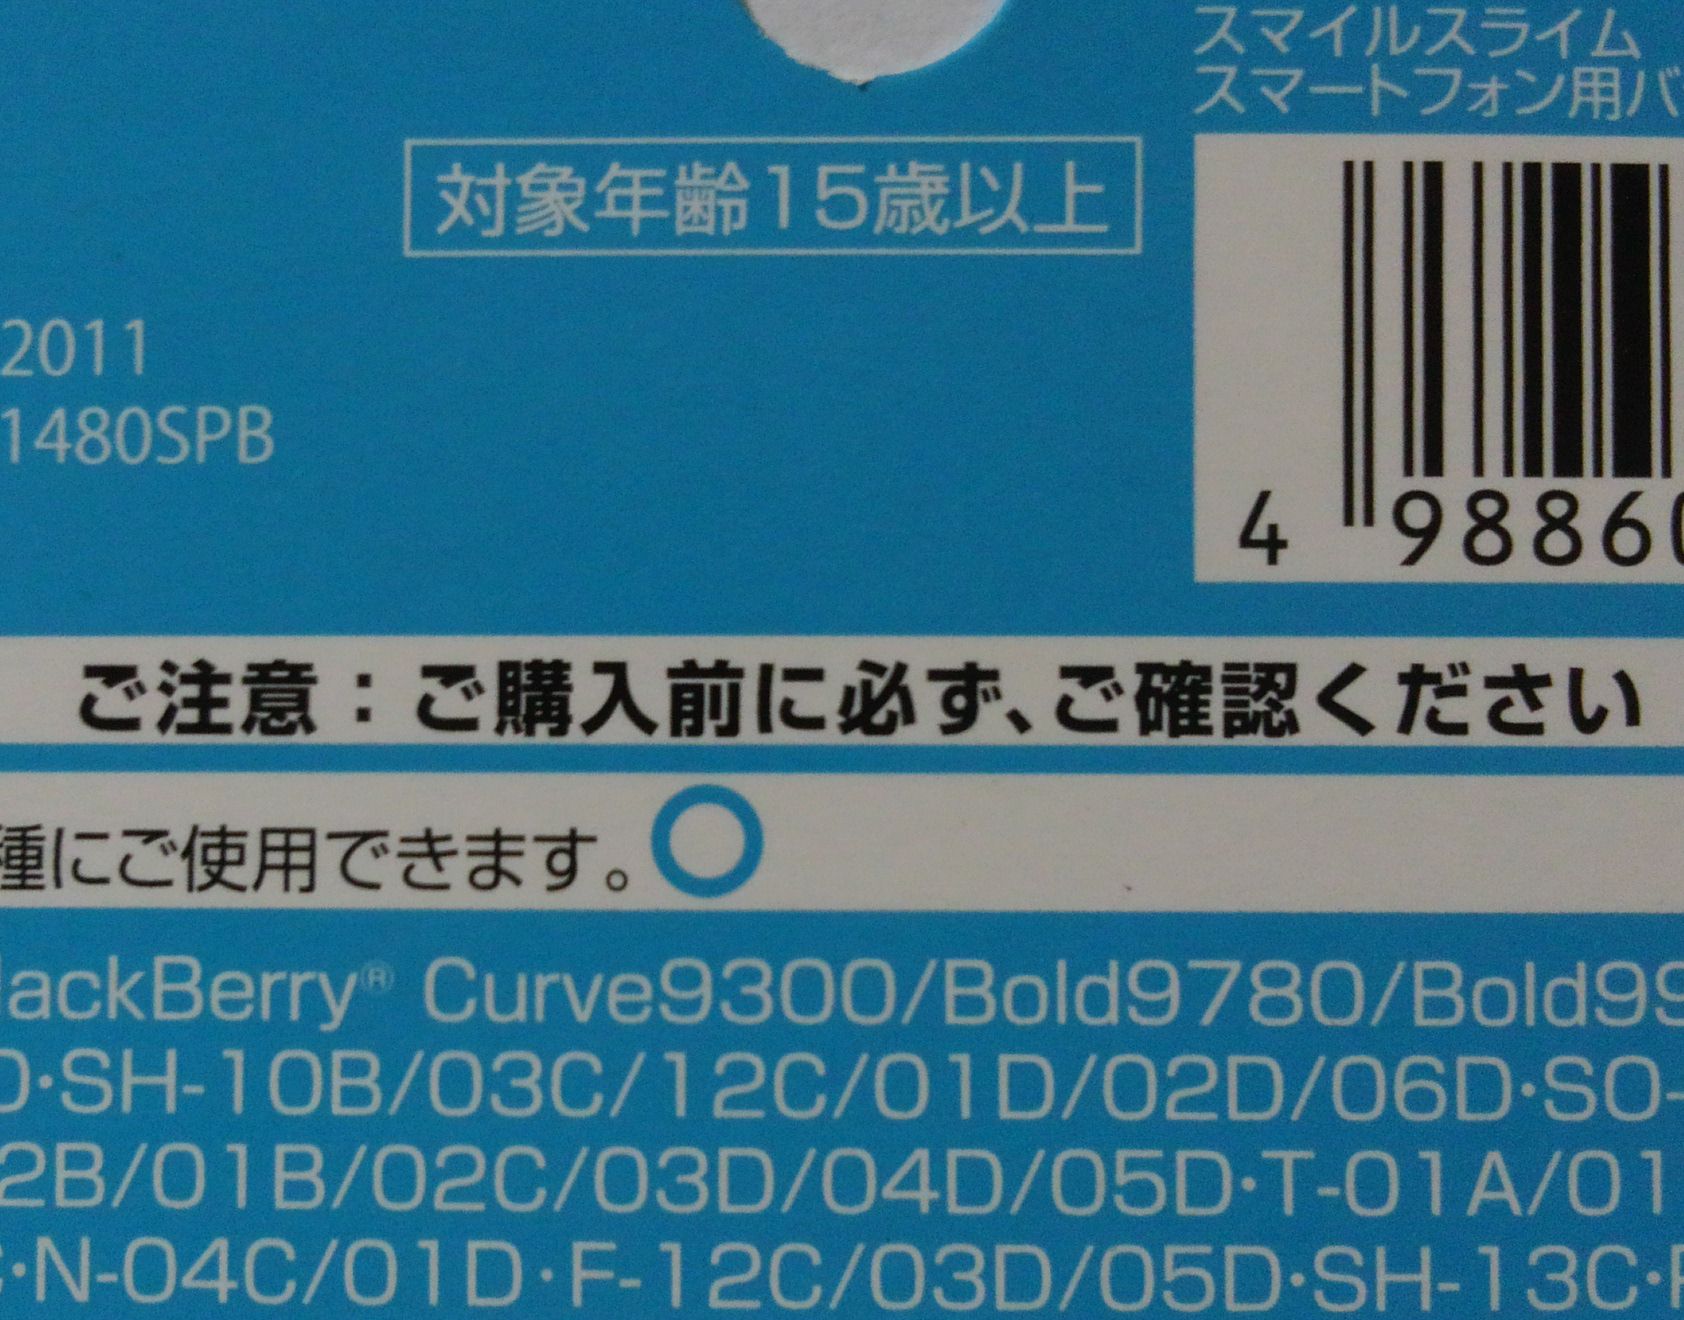 スマイルスライム
スマートフォン用バ
対象年齢15歳以上
2011
1480SPB
4 98860
ご注意：ご購入前に必ず、ご確認ください
種にご使用できます。
lackBerry® Curve9300/Bold9780/Bold99
D・SH-10B/03C/12C/01D/02D/06D・SO-
2B/01B/02C/03D/04D/05D・T-01A/01
・N-04C/01D・F-12C/03D/05D・SH-13C・